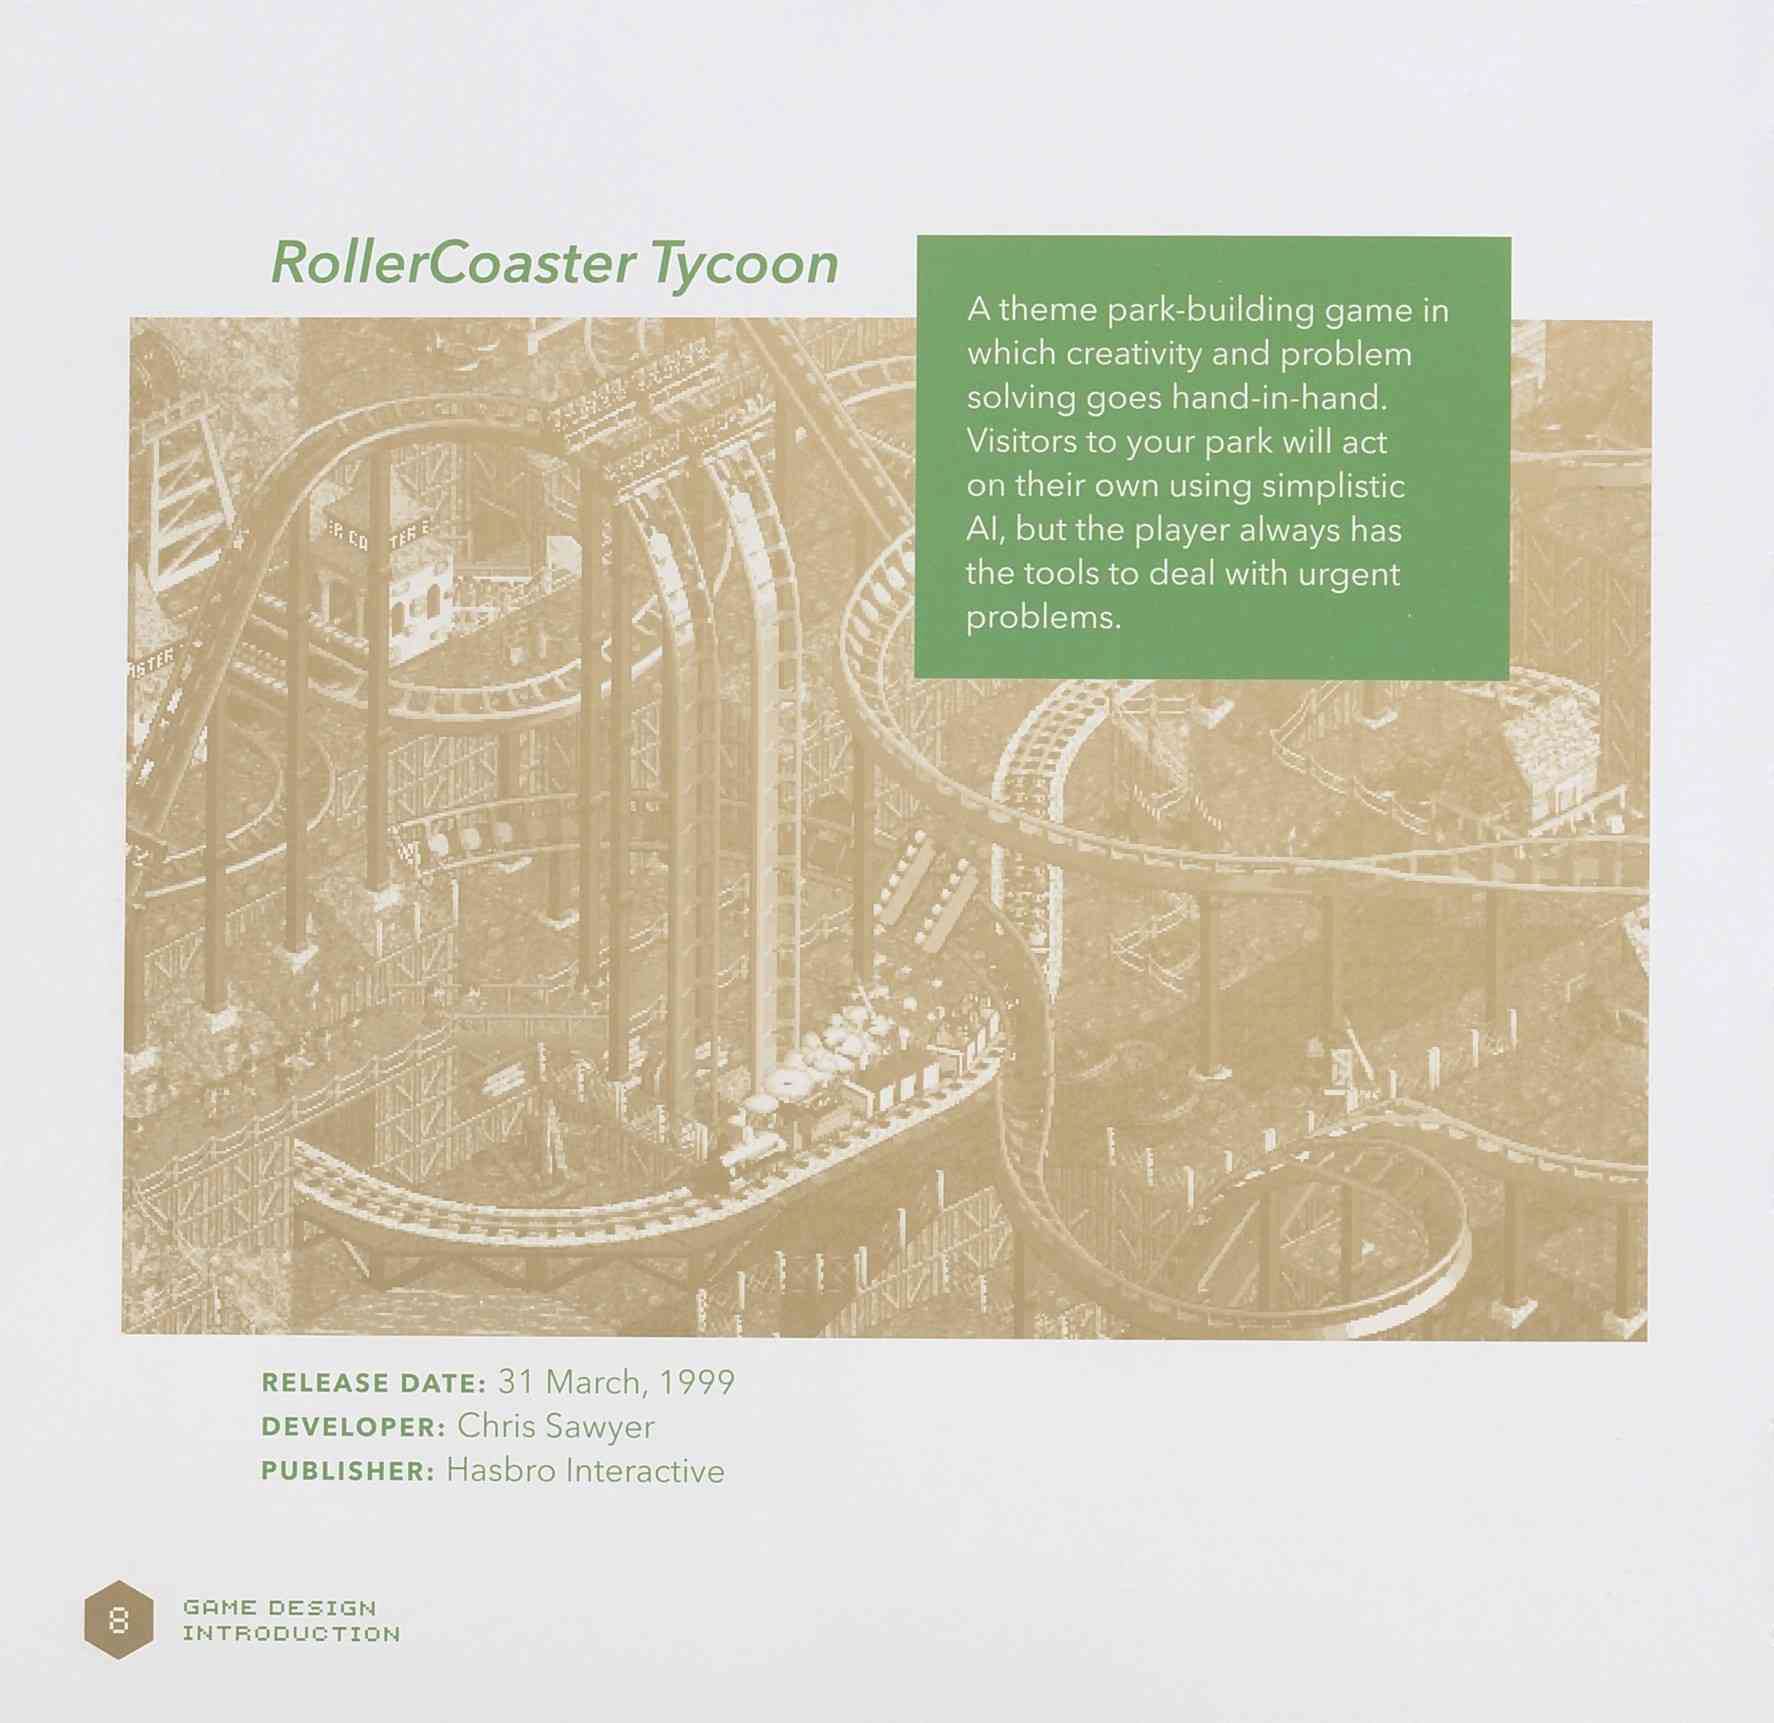 RollerCoaster Tycoon
A theme park-building game in
which creativity and problem
solving goes hand-in-hand.
Visitors to your park will act
on their own using simplistic
AI, but the player always has
the tools to deal with urgent
problems.
RELEASE DATE: 31 March, 1999
DEVELOPER: Chris Sawyer
PUBLISHER: Hasbro Interactive
8
GAME DESIGN
INTRODUCTION